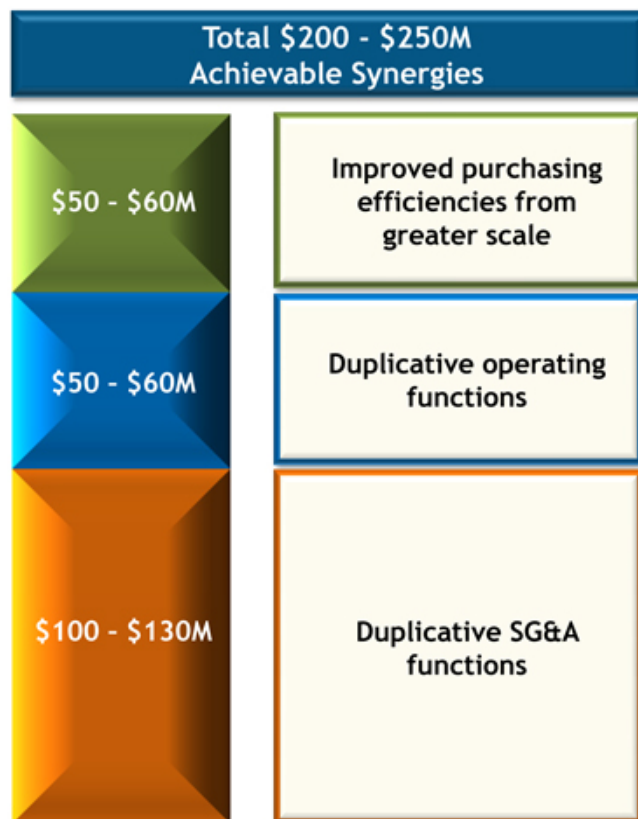 Total $200 - $250M
Achievable Synergies
$50 - $60M
Improved purchasing
efficiencies from
greater scale
$50 - $60M
Duplicative operating
functions
$100 - $130M
Duplicative SG&A
functions